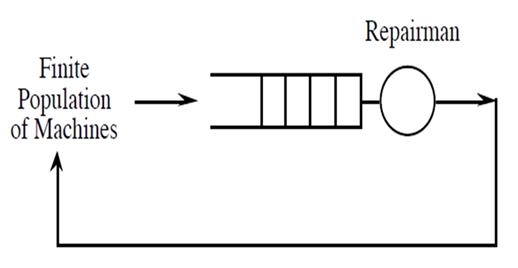 Repairman
Finite
Population
of Machines